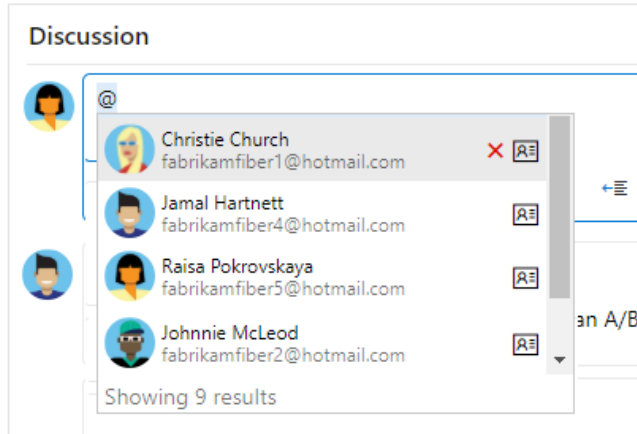 Discussion
@
Christie Church
fabrikamfiber1@hotmail.com
Jamal Hartnett
fabrikamfiber4@hotmail.com
Raisa Pokrovskaya
fabrikamfiber5@hotmail.com
an A/B
Johnnie McLeod
fabrikamfiber2@hotmail.com
Showing 9 results